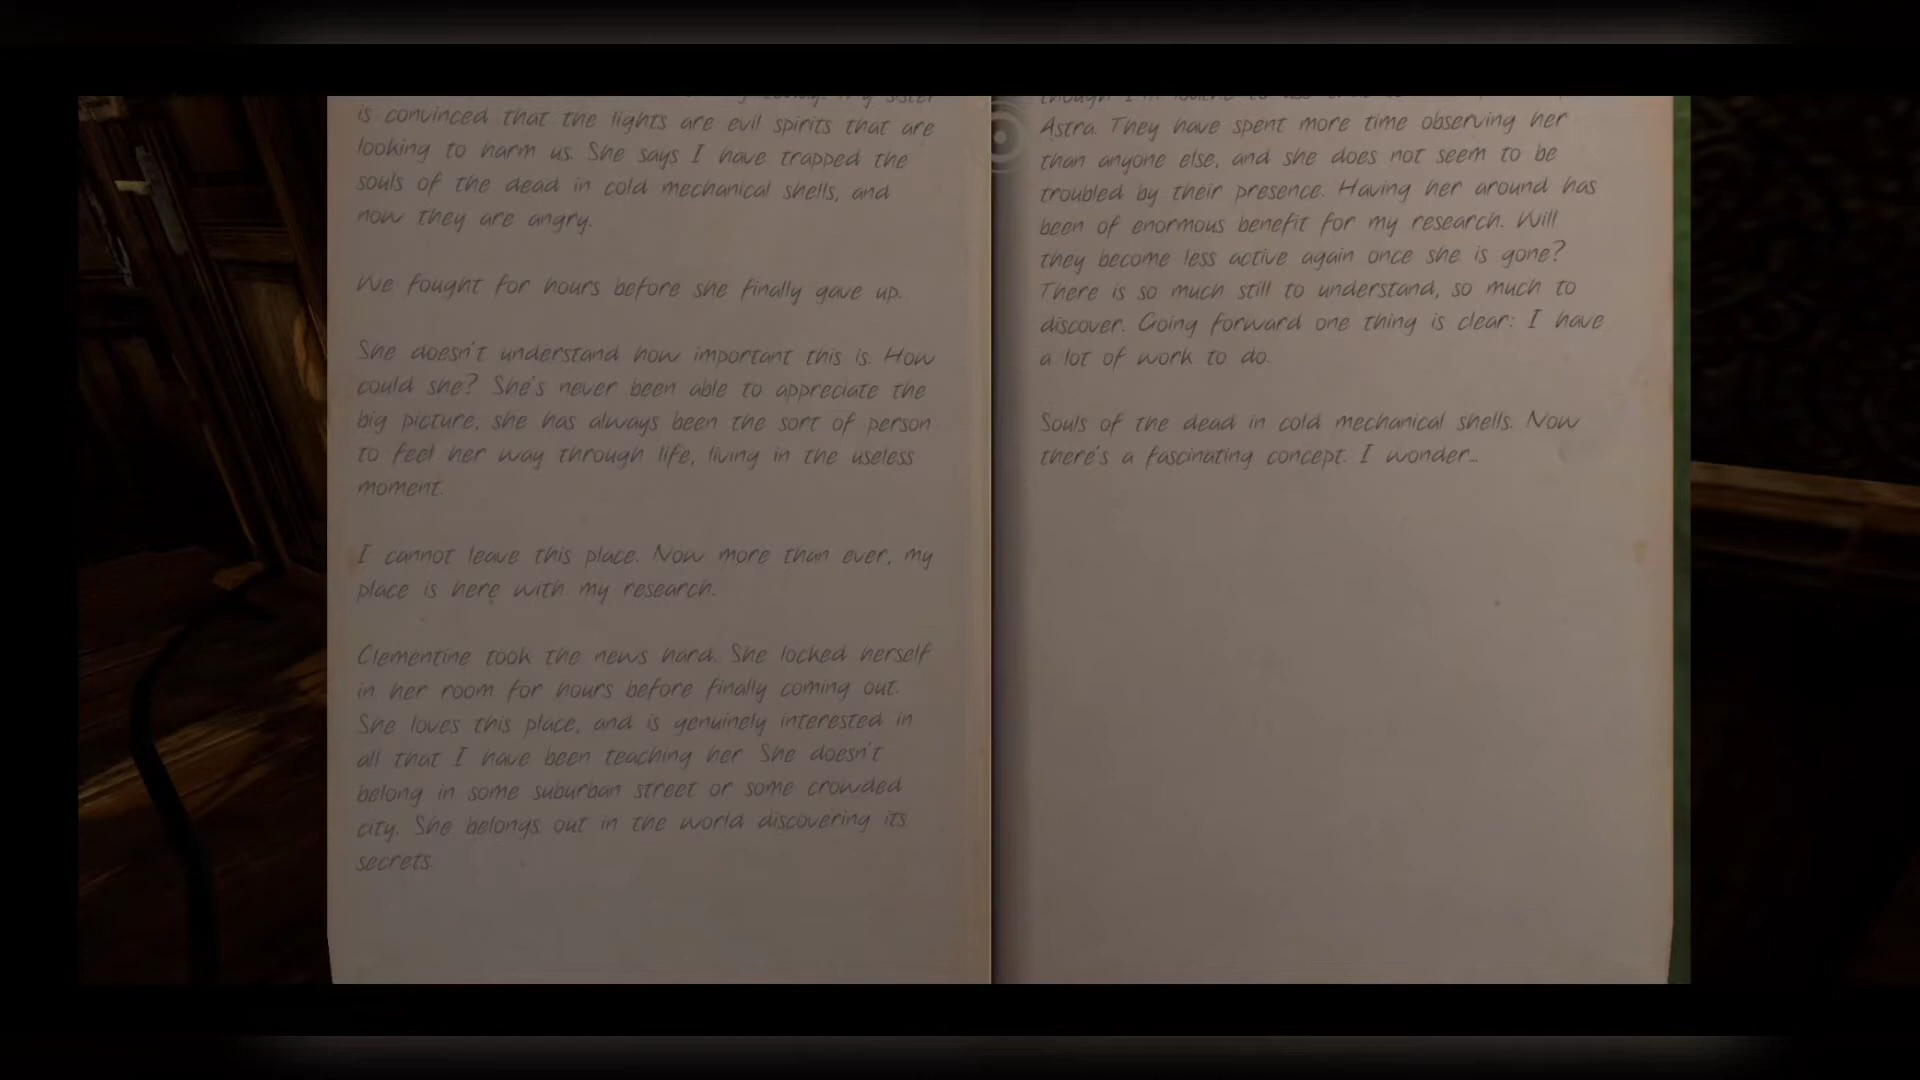 is convinced that the lights are evil spirits that are
looking to harm us. She says I have trapped the
souls of the dead in cold mechanical shells, and
now they are angry.
We fought for hours before she finally gave up.
She doesn't understand how important this is. How
could she? She's never been able to appreciate the
big picture, she has always been the sort of person
to feel her way through life, living in the useless
moment.
I cannot leave this place. Now more than ever, my
place is here with my research.
Clementine took the news hard. She locked herself
in her room for hours before finally coming out.
She loves this place, and is genuinely interested in
all that I have been teaching her. She doesn't
belong in some suburban street or some crowded
city. She belongs out in the world discovering its
secrets.
Astra. They have spent more time observing her
than anyone else, and she does not seem to be
troubled by their presence. Having her around has
been of enormous benefit for my research. Will
they become less active again once she is gone?
There is so much still to understand, so much to
discover. Going forward one thing is clear: I have
a lot of work to do.
Souls of the dead in cold mechanical shells. Now
there's a fascinating concept. I wonder...